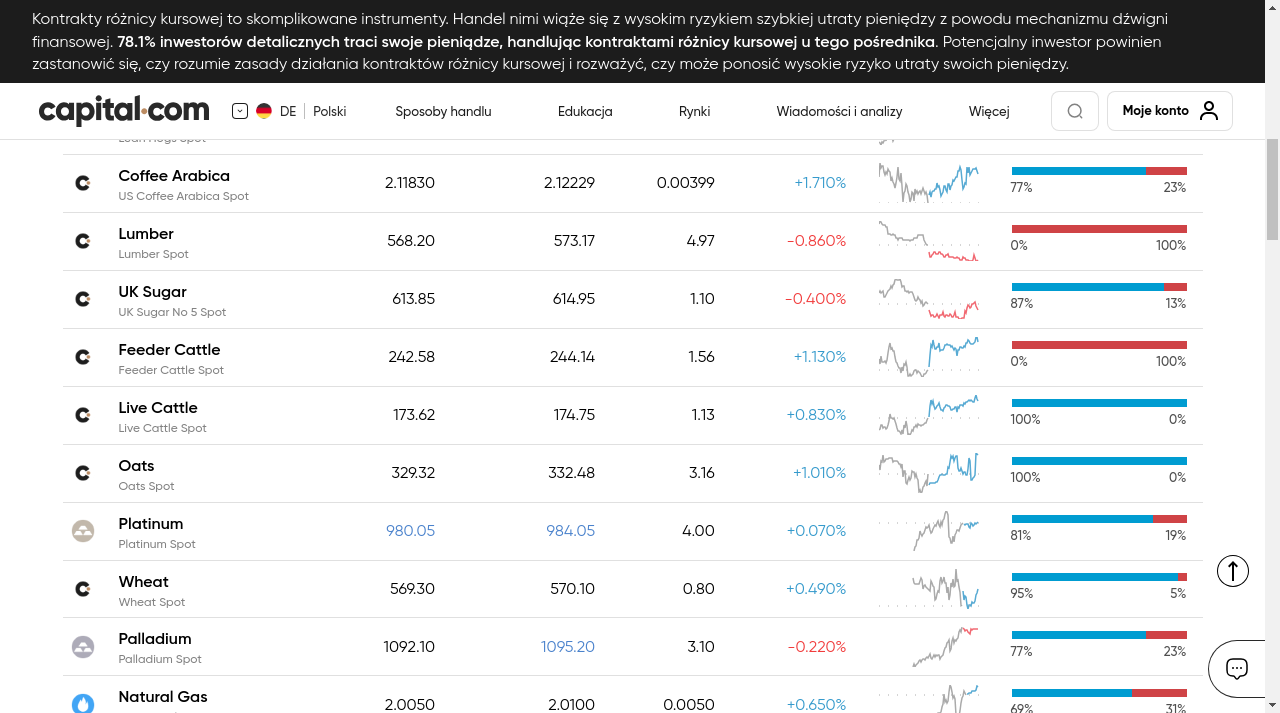 Kontrakty różnicy kursowej to skomplikowane instrumenty. Handel nimi wiąże się z wysokim ryzykiem szybkiej utraty pieniędzy z powodu mechanizmu dźwigni
finansowej. 78.1% inwestorów detalicznych traci swoje pieniądze, handlując kontraktami różnicy kursowej u tego pośrednika. Potencjalny inwestor powinien
zastanowić się, czy rozumie zasady działania kontraktów różnicy kursowej i rozważyć, czy może ponosić wysokie ryzyko utraty swoich pieniędzy.
capital.com DE Polski Sposoby handlu Edukacja Rynki Wiadomości i analizy Więcej Moje konto
Coffee Arabica 2.11830 2.12229 0.00399 +1.710%
US Coffee Arabica Spot 77% 23%
Lumber 568.20 573.17 4.97 -0.860%
Lumber Spot 0% 100%
UK Sugar 613.85 614.95 1.10 -0.400%
UK Sugar No 5 Spot 87% 13%
Feeder Cattle 242.58 244.14 1.56 +1.130%
Feeder Cattle Spot 0% 100%
Live Cattle 173.62 174.75 1.13 +0.830%
Live Cattle Spot 100% 0%
Oats 329.32 332.48 3.16 +1.010%
Oats Spot 100% 0%
Platinum 980.05 984.05 4.00 +0.070%
Platinum Spot 81% 19%
Wheat 569.30 570.10 0.80 +0.490%
Wheat Spot 95% 5%
Palladium 1092.10 1095.20 3.10 -0.220%
Palladium Spot 77% 23%
Natural Gas 2.0050 2.0100 0.0050 +0.650%
69% 31%